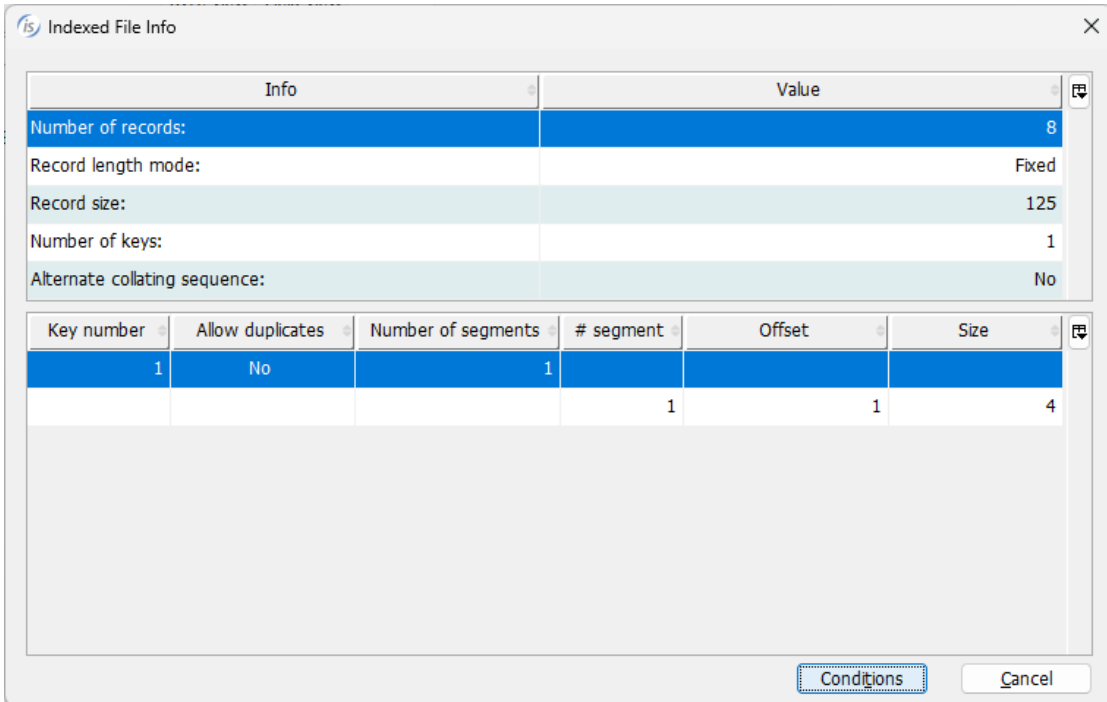 is Indexed File Info
Info Value
Number of records: 8
Record length mode: Fixed
Record size: 125
Number of keys: 1
Alternate collating sequence: No
Key number Allow duplicates Number of segments # segment Offset Size
1 No 1
1 1 4
Conditions Cancel